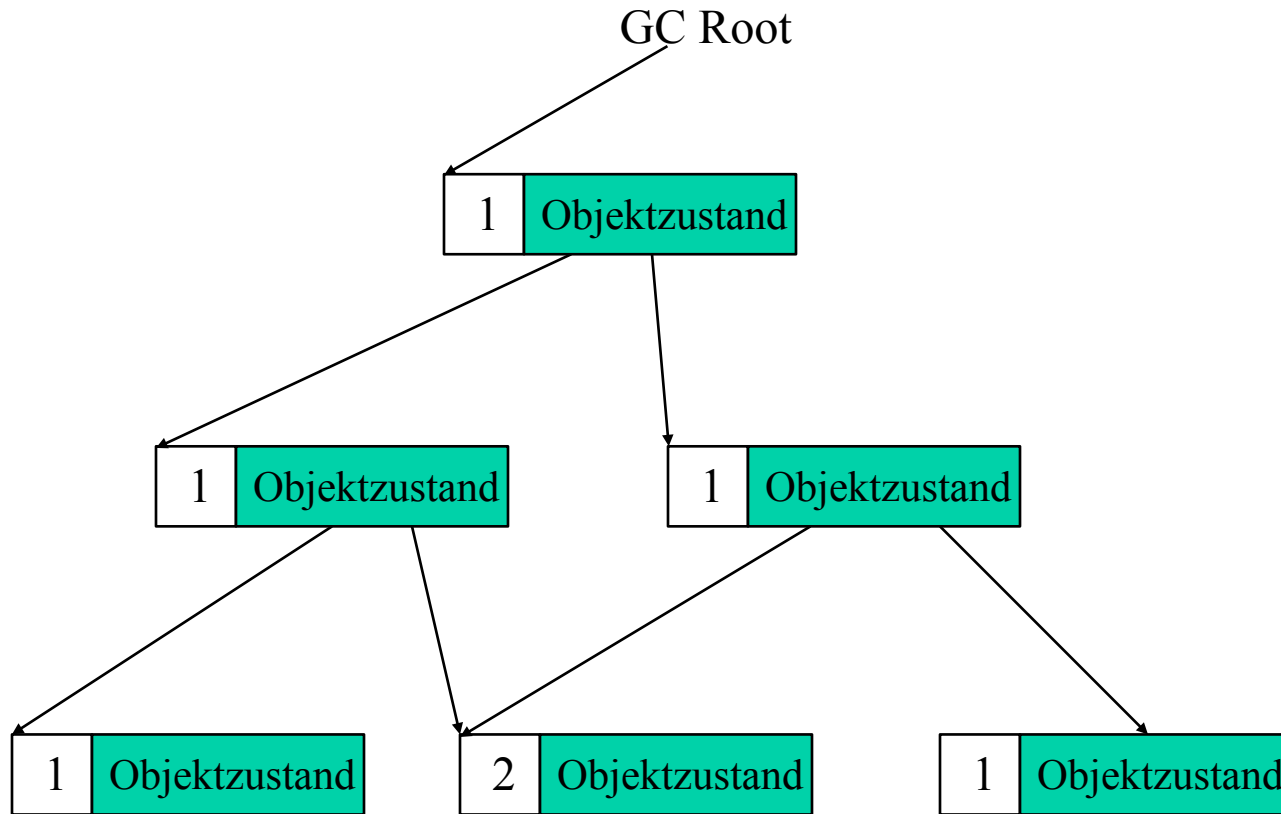 GC Root
1 Objektzustand
1 Objektzustand 1 Objektzustand
1 Objektzustand 2 Objektzustand 1 Objektzustand